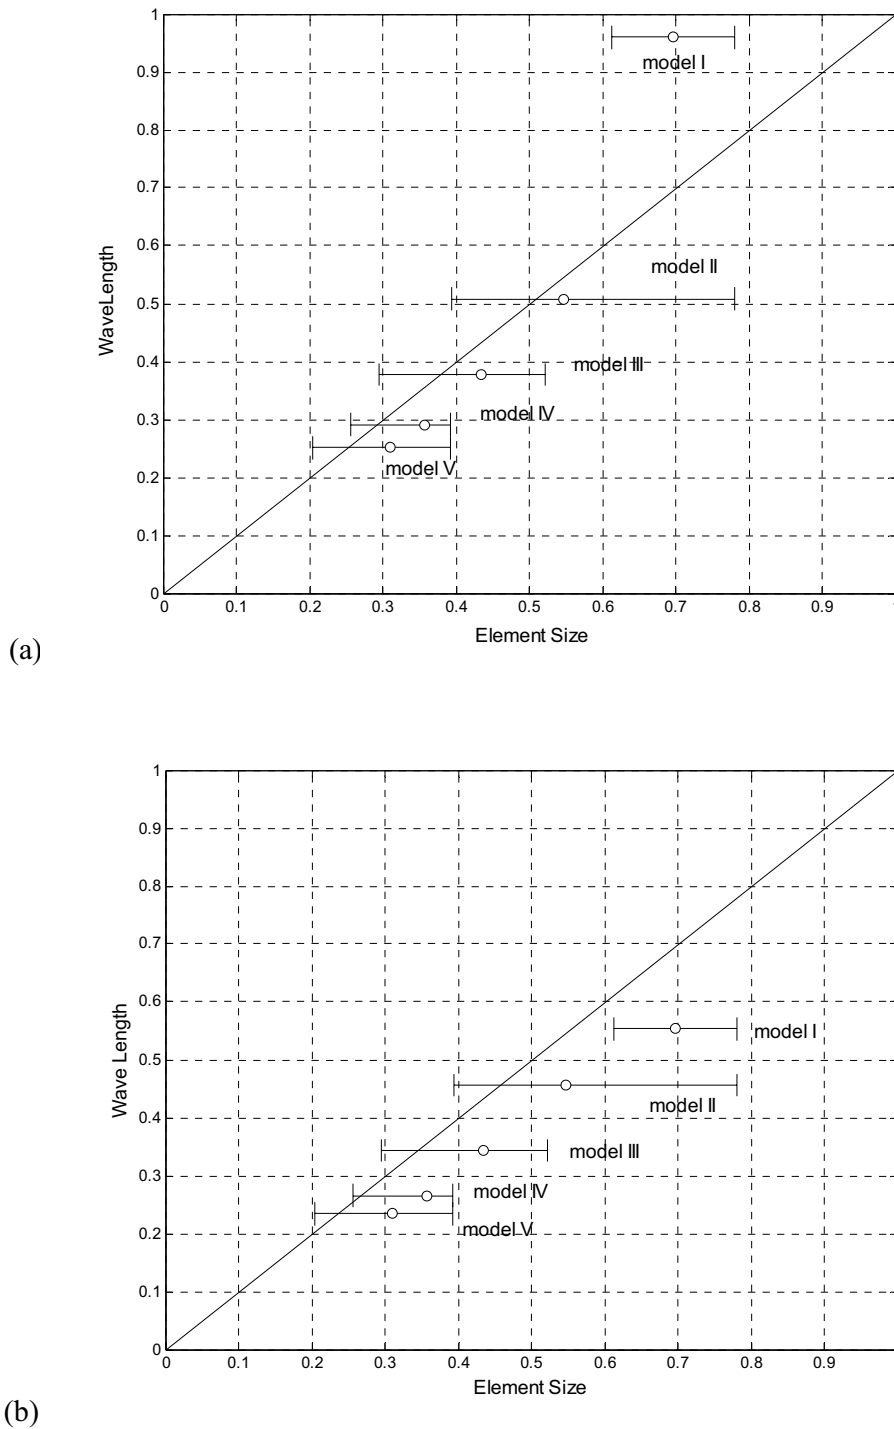 1
0.9
0.8
0.7
0.6
0.5
0.4
0.3
0.2
0.1
0
WaveLength
model I
model II
model III
model IV
model V
0 0.1 0.2 0.3 0.4 0.5 0.6 0.7 0.8 0.9
Element Size
(a)
1
0.9
0.8
0.7
0.6
0.5
0.4
0.3
0.2
0.1
0
Wave Length
model I
model II
model III
model IV
model V
0 0.1 0.2 0.3 0.4 0.5 0.6 0.7 0.8 0.9
Element Size
(b)